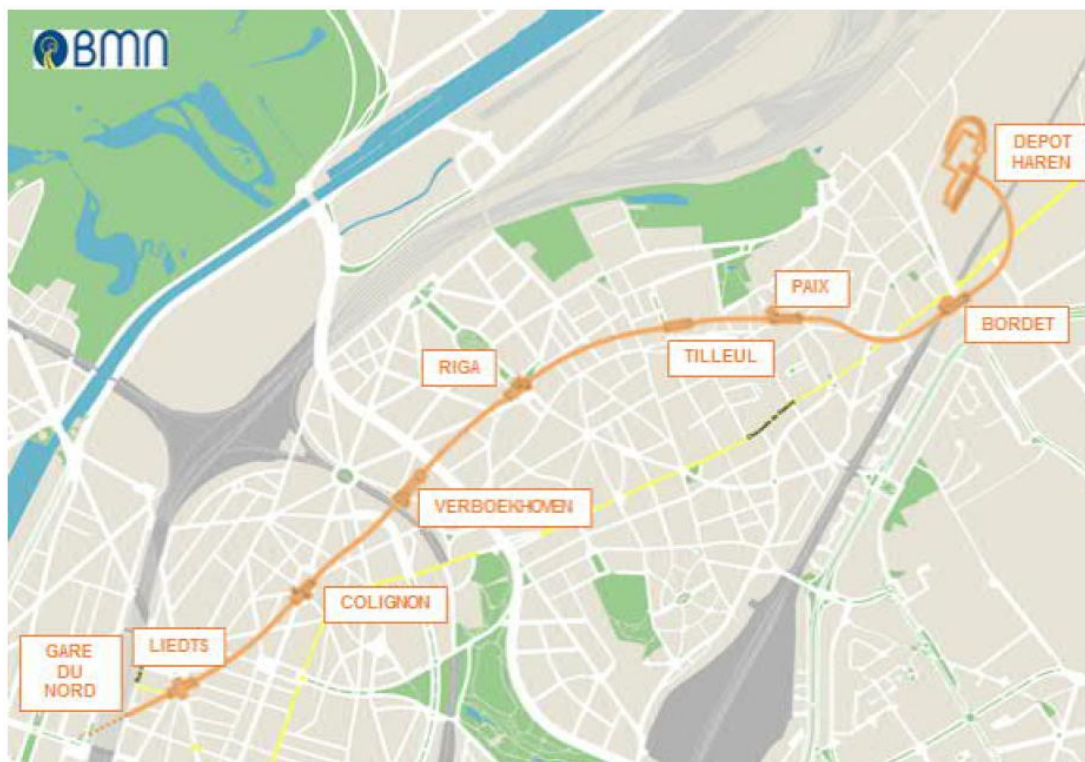 BMN
DEPOT
HAREN
PAIX
BORDET
TILLEUL
RIGA
VERBOEKHOVEN
COLIGNON
LIEDTS
GARE
DU
NORD